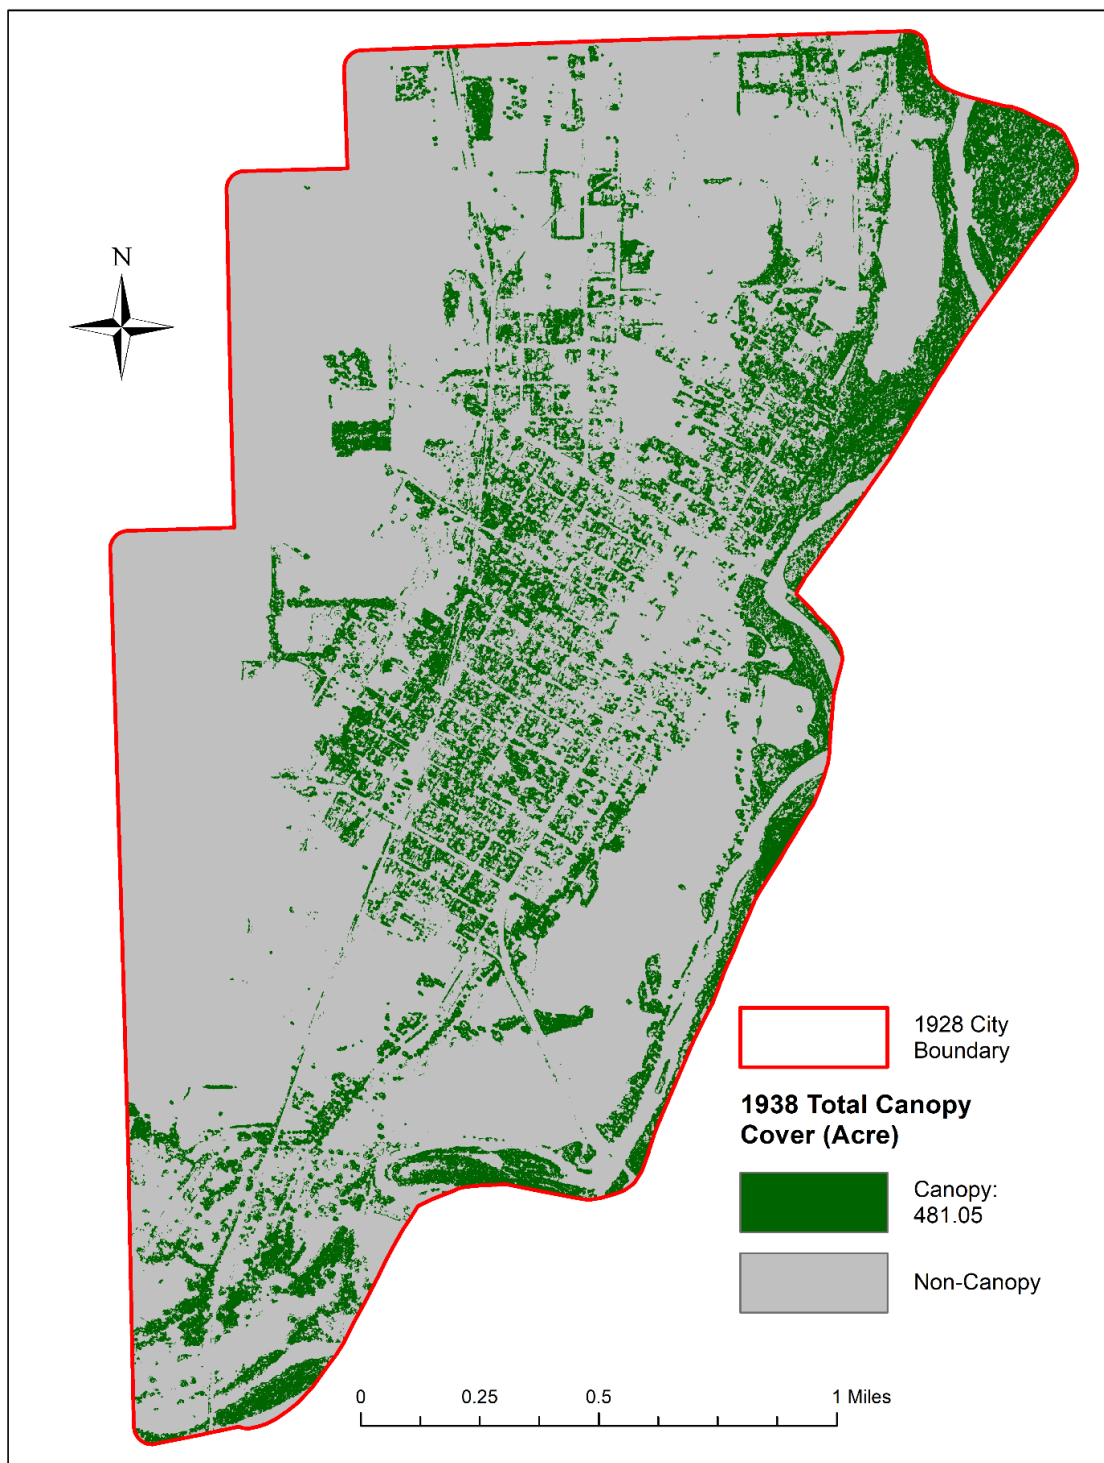 N
1928 City
Boundary
1938 Total Canopy
Cover (Acre)
Canopy:
481.05
Non-Canopy
0 0.25 0.5 1 Miles